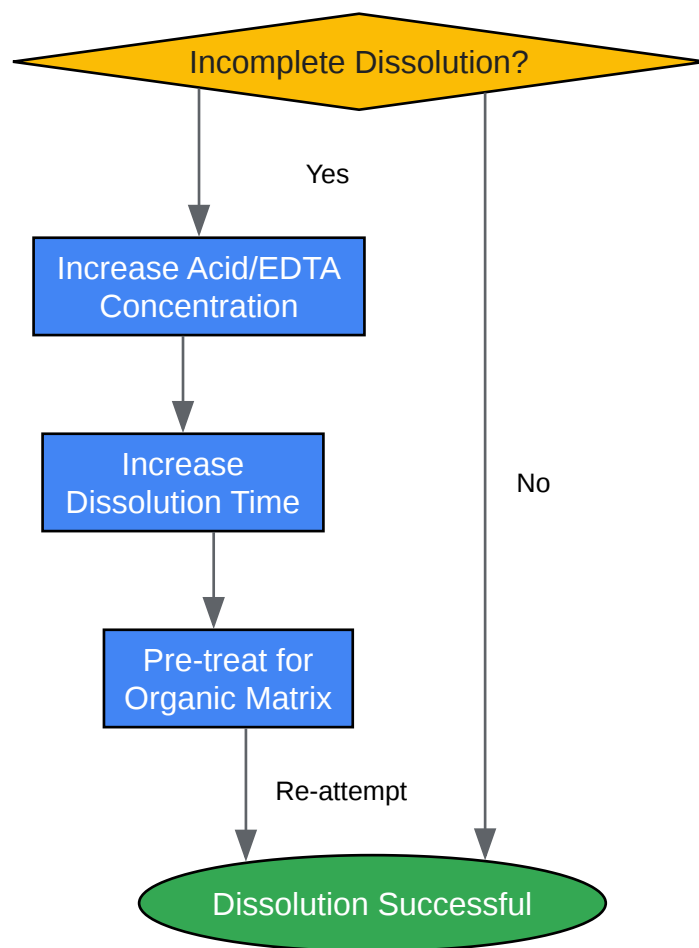 Incomplete Dissolution?
Yes
Increase Acid/EDTA
Concentration
Increase
Dissolution Time
No
Pre-treat for
Organic Matrix
Re-attempt
Dissolution Successful